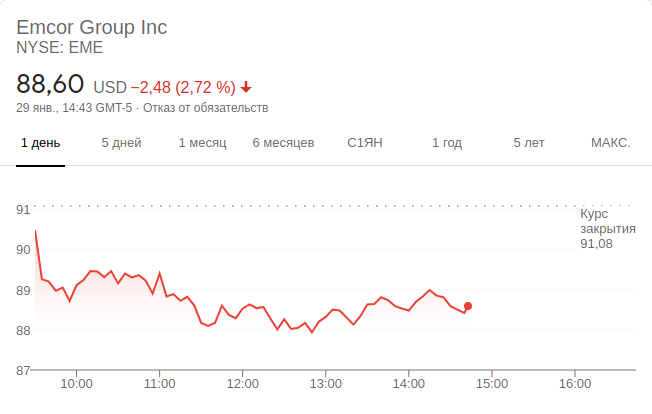 Emcor Group Inc
NYSE: EME
88,60 USD −2,48 (2,72 %)
29 янв., 14:43 GMT-5 · Отказ от обязательств
1 день 5 дней 1 месяц 6 месяцев С1ЯН 1 год 5 лет МАКС.
91
Курс
закрытия
91,08
90
89
88
87
10:00 11:00 12:00 13:00 14:00 15:00 16:00